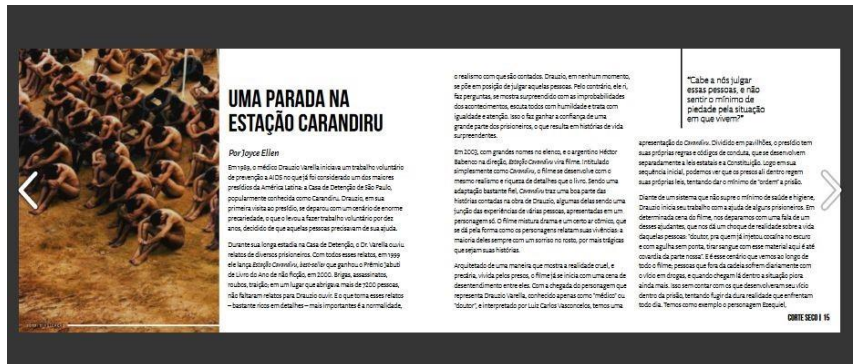 UMA PARADA NA
ESTAÇÃO CARANDIRU
Por Joyce Ellen
Em 1989, o médico Drauzio Varella iniciava um trabalho voluntário
de prevenção a AIDS no que já foi considerado um dos maiores
presídios da América Latina: a Casa de Detenção de São Paulo,
popularmente conhecida como Carandiru. Drauzio, em sua
primeira visita ao presídio, se deparou com um cenário de enorme
precariedade, o que o levou a fazer trabalho voluntário por dez
anos, decidido de que aquelas pessoas precisavam de sua ajuda.
Durante sua longa estadia na Casa de Detenção, o Dr. Varella ouviu
relatos de diversos prisioneiros. Com todos esses relatos, em 1999
ele lança Estação Carandiru, best-seller que ganhou o Prêmio Jabuti
de Livro do Ano de não ficção, em 2000. Brigas, assassinatos,
roubos, traição; em um lugar que abrigava mais de 7200 pessoas,
não faltaram relatos para Drauzio ouvir. E o que torna esses relatos
– bastante ricos em detalhes – mais importantes é a normalidade,
o realismo com que são contados. Drauzio, em nenhum momento,
se põe em posição de julgar aquelas pessoas. Pelo contrário, ele ri,
faz perguntas, se mostra surpreendido com as improbabilidades
dos acontecimentos, escuta todos com humildade e trata com
igualdade e atenção. Isso o faz ganhar a confiança de uma
grande parte dos prisioneiros, o que resulta em histórias de vida
surpreendentes.
Em 2003, com grandes nomes no elenco, e o argentino Héctor
Babenco na direção, Estação Carandiru vira filme. Intitulado
simplesmente como Carandiru, o filme se desenvolve com o
mesmo realismo e riqueza de detalhes que o livro. Sendo uma
adaptação bastante fiel, Carandiru traz uma boa parte das
histórias contadas na obra de Drauzio, algumas delas sendo uma
junção das experiências de várias pessoas, apresentadas em um
personagem só. O filme mistura drama e um certo ar cômico, que
se dá pela forma como os personagens relatam suas vivências: a
maioria deles sempre com um sorriso no rosto, por mais trágicas
que sejam suas histórias.
Arquitetado de uma maneira que mostra a realidade cruel, e
precária, vivida pelos presos, o filme já se inicia com uma cena de
desentendimento entre eles. Com a chegada do personagem que
representa Drauzio Varella, conhecido apenas como "médico" ou
"doutor", e interpretado por Luiz Carlos Vasconcelos, temos uma
"Cabe a nós julgar
essas pessoas, e não
sentir o mínimo de
piedade pela situação
em que vivem?"
apresentação do Carandiru. Dividido em pavilhões, o presídio tem
suas próprias regras e códigos de conduta, que se desenvolvem
separadamente a leis estatais e a Constituição. Logo em sua
sequência inicial, podemos ver que os presos ali dentro regem
suas próprias leis, tentando dar o mínimo de "ordem" a prisão.
Diante de um sistema que não supre o mínimo de saúde e higiene,
Drauzio inicia seu trabalho com a ajuda de alguns prisioneiros. Em
determinada cena do filme, nos deparamos com uma fala de um
desses ajudantes, que nos dá um choque de realidade sobre a vida
daquelas pessoas: "doutor, pra quem já injetou cocaína no escuro
e com agulha sem ponta, tirar sangue com esse material aqui é até
covardia da parte nossa". E é esse cenário que vemos ao longo de
todo o filme; pessoas que fora da cadeia sofrem diariamente com
o vício em drogas, e quando chegam lá dentro a situação piora
ainda mais. Isso sem contar com os que desenvolveram seu vício
dentro da prisão, tentando fugir da dura realidade que enfrentam
todo dia. Temos como exemplo o personagem Ezequiel,
CORTE SECO | 15